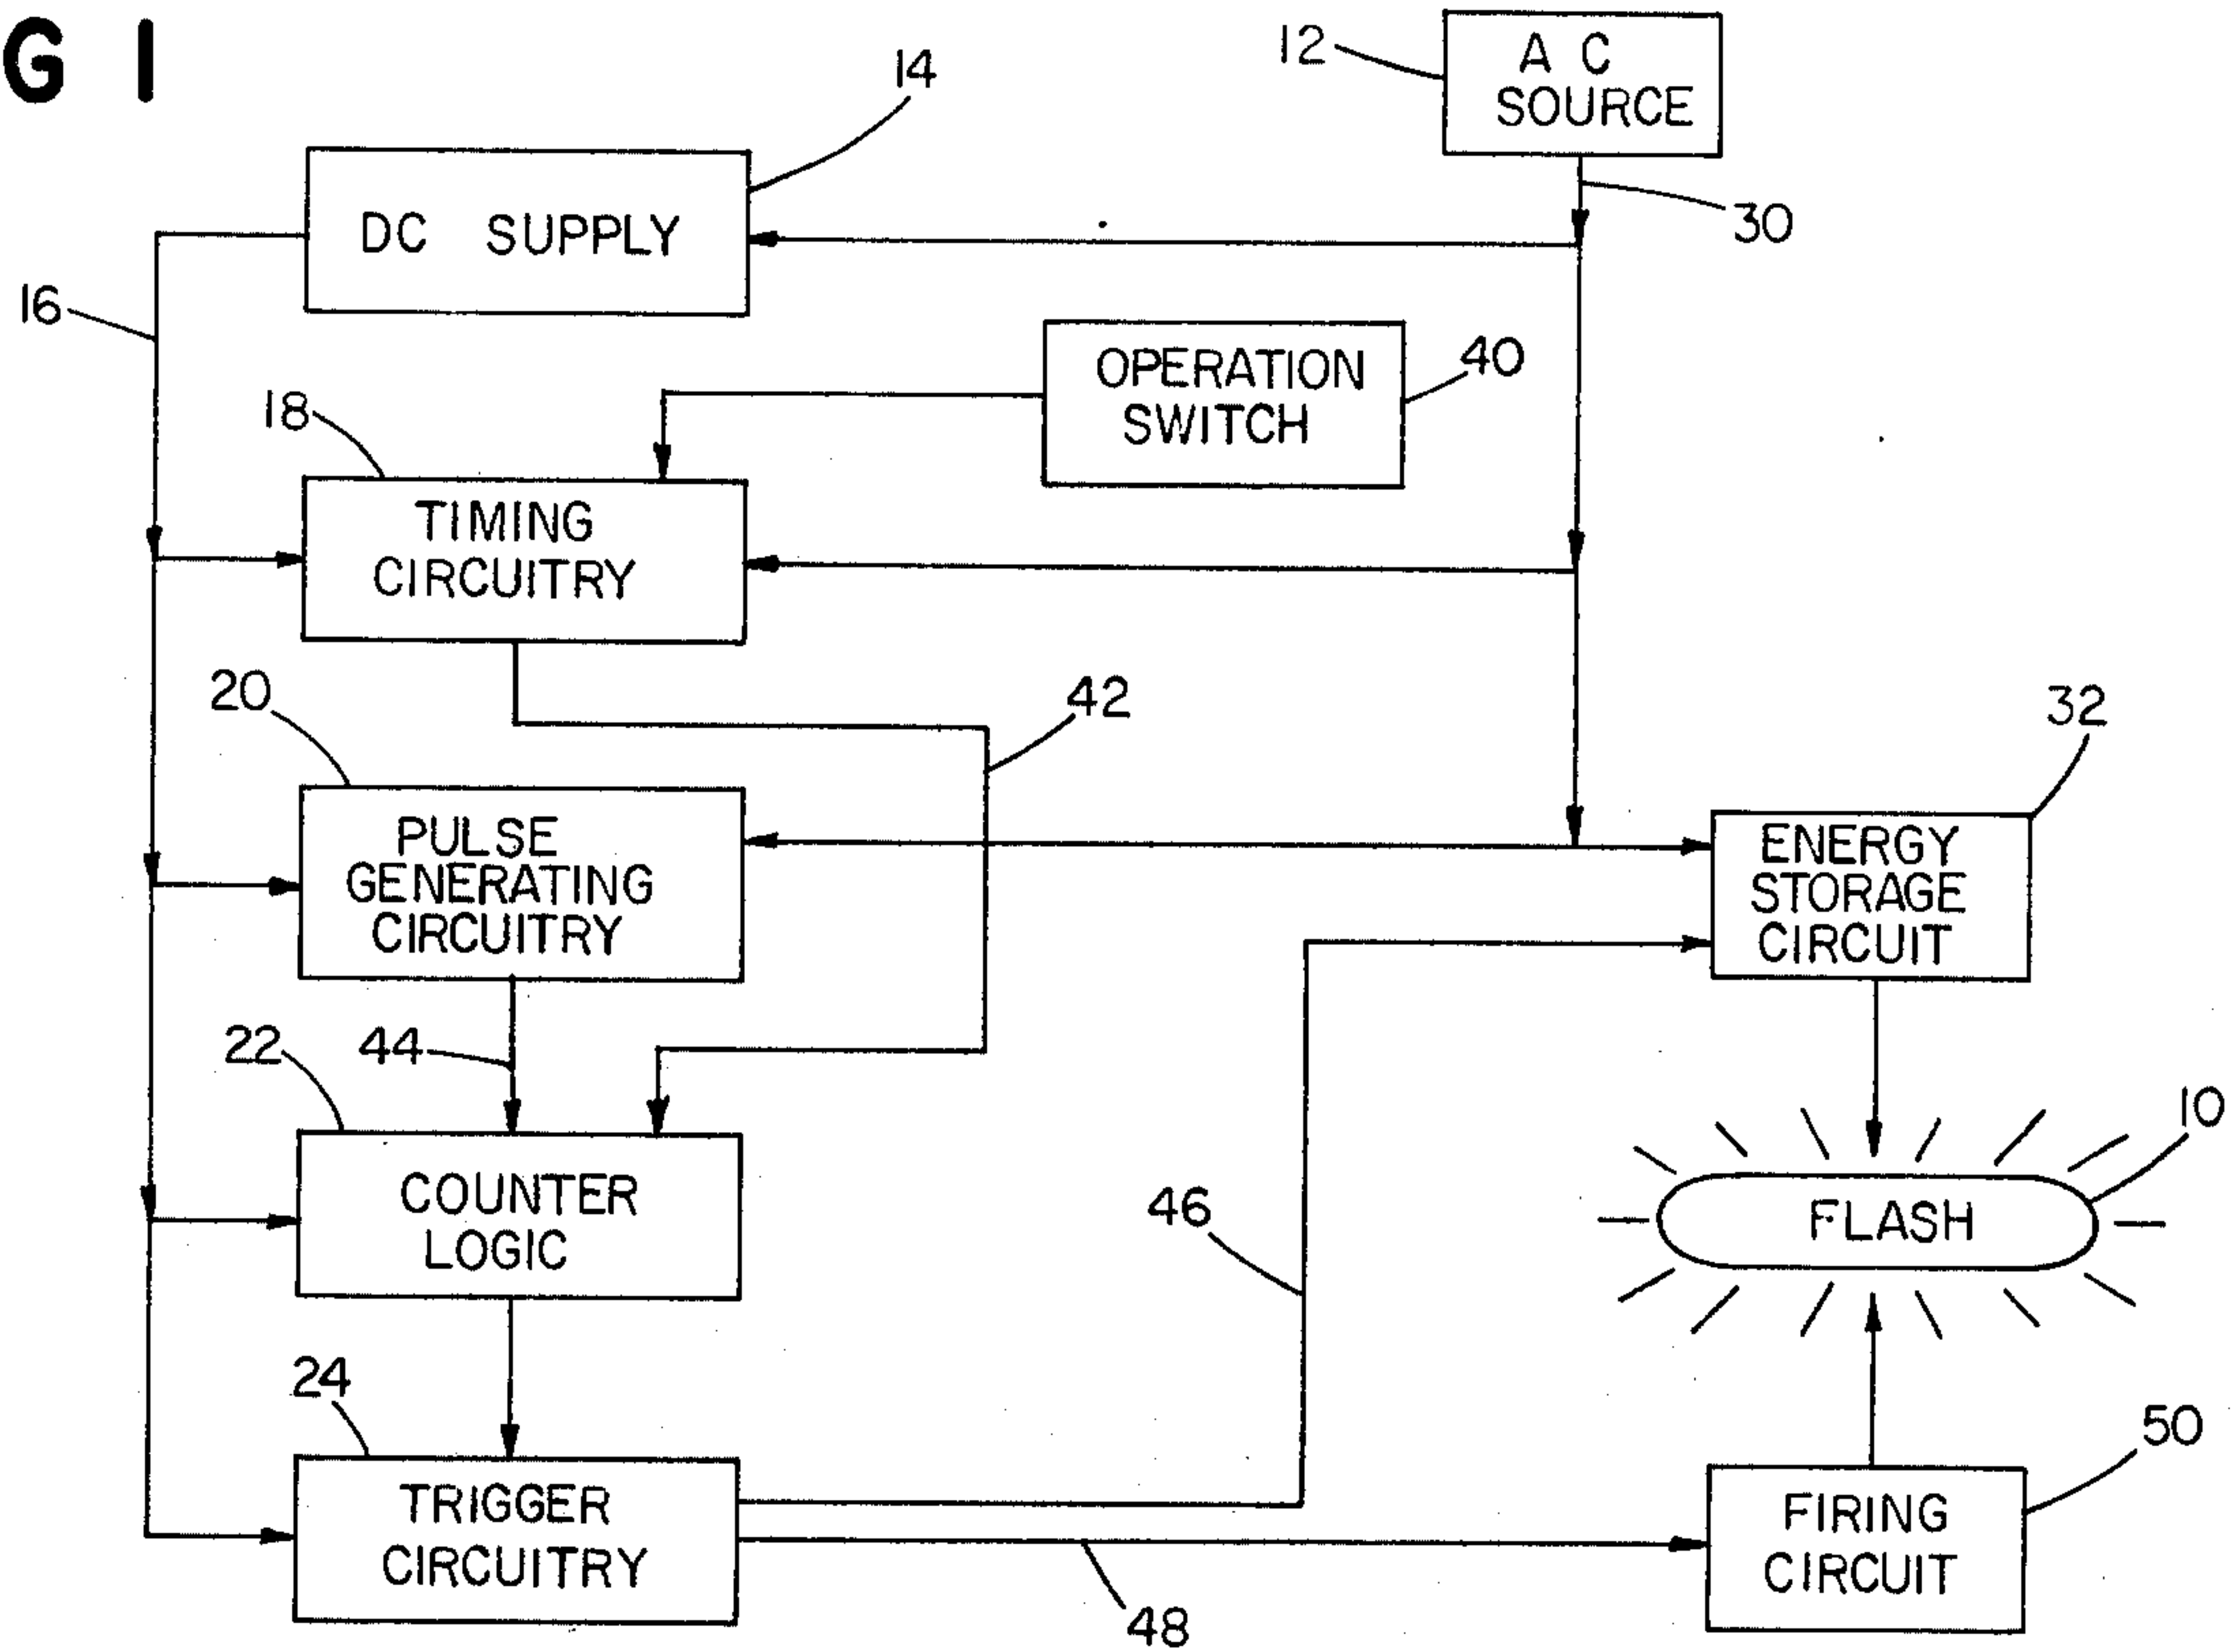 G 1
12
A C
SOURCE
14
30
DC SUPPLY
16
OPERATION
SWITCH
40
18
TIMING
CIRCUITRY
20
42
32
PULSE
GENERATING
CIRCUITRY
ENERGY
STORAGE
CIRCUIT
22
44
10
COUNTER
LOGIC
46
FLASH
24
50
TRIGGER
CIRCUITRY
FIRING
CIRCUIT
48